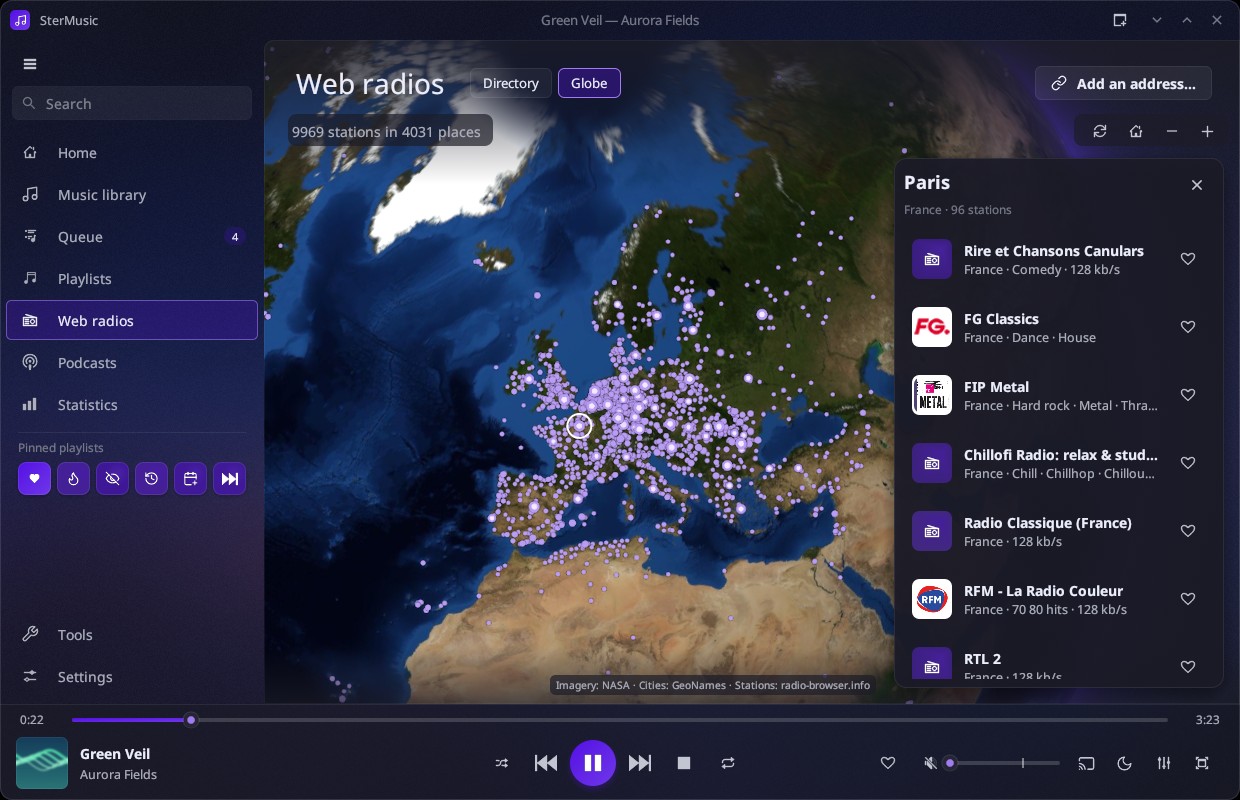 SterMusic
Green Veil — Aurora Fields
Search
Home
Music library
Queue
4
Playlists
Web radios
Podcasts
Statistics
Pinned playlists
Tools
Settings
Web radios
Directory
Globe
Add an address...
9969 stations in 4031 places
Paris
France · 96 stations
Rire et Chansons Canulars
France · Comedy · 128 kb/s
FG.
FG Classics
France · Dance · House
METAL
FIP Metal
France · Hard rock · Metal · Thra...
Chillofi Radio: relax & stud...
France · Chill · Chillhop · Chillou...
Radio Classique (France)
France · 128 kb/s
RFM
RFM - La Radio Couleur
France · 70 80 hits · 128 kb/s
RTL 2
France · 128 kb/s
Imagery: NASA · Cities: GeoNames · Stations: radio-browser.info
0:22
3:23
Green Veil
Aurora Fields